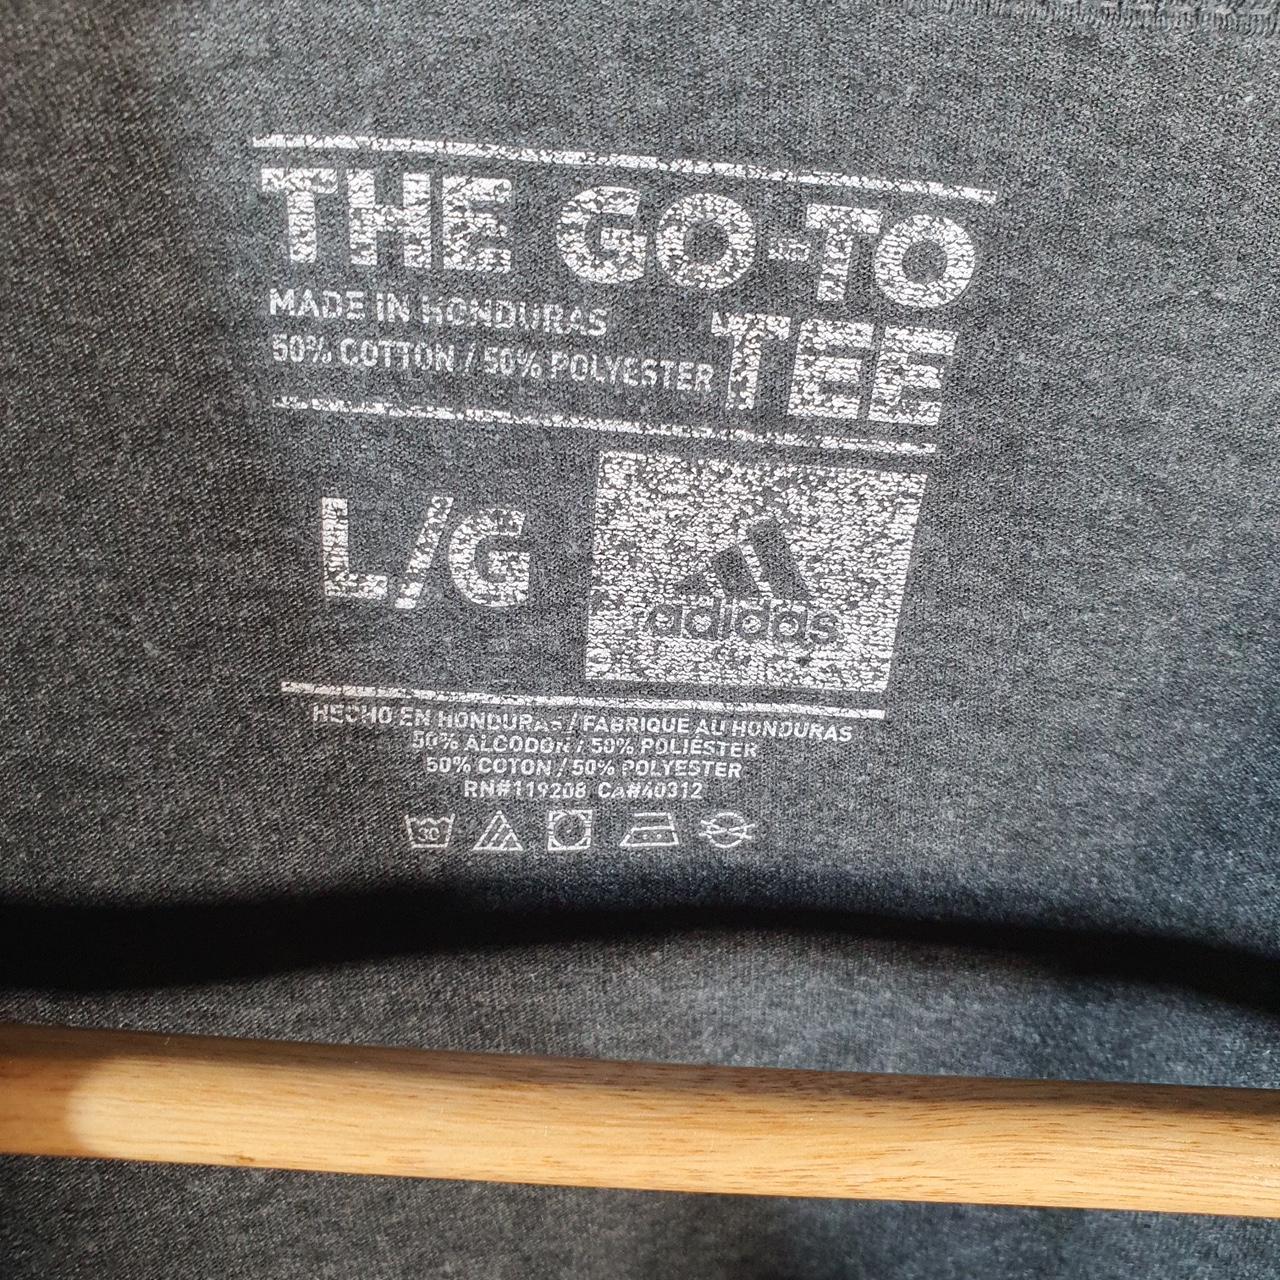 THE GO-TO
TEE
MADE IN HONDURAS
50% COTTON / 50% POLYESTER
L/G
adidas
HECHO EN HONDURAS / FABRIQUE AU HONDURAS
50% ALGODON / 50% POLIÉSTER
50% COTON / 50% POLYESTER
RN#119208 CA#40312
30